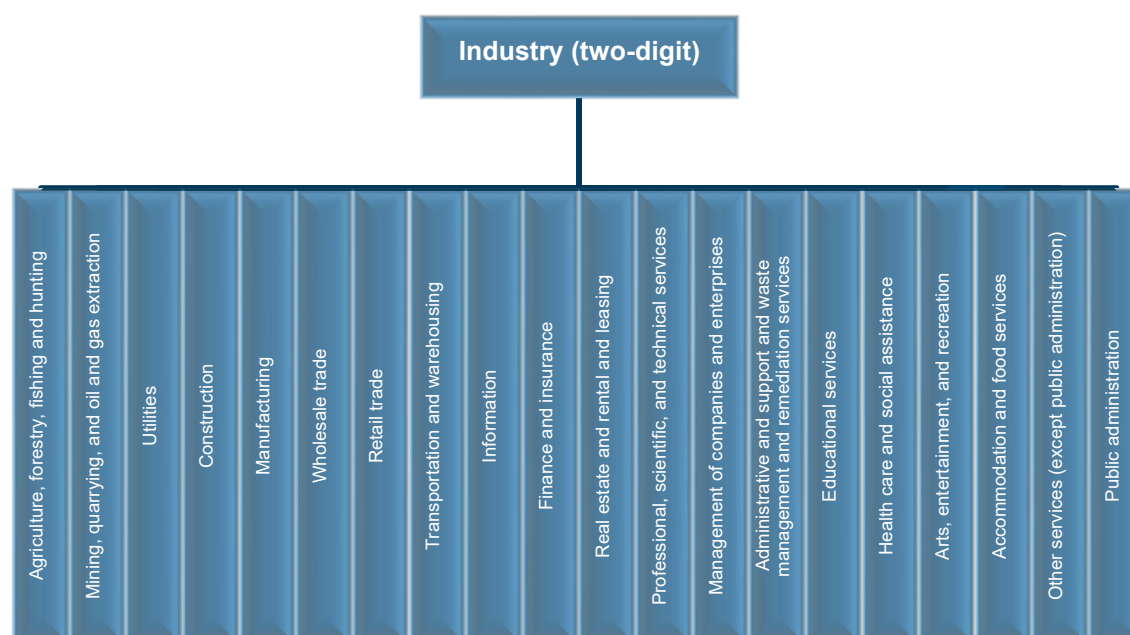 Industry (two-digit)
Agriculture, forestry, fishing and hunting
Mining, quarrying, and oil and gas extraction
Utilities
Construction
Manufacturing
Wholesale trade
Retail trade
Transportation and warehousing
Information
Finance and insurance
Real estate and rental and leasing
Professional, scientific, and technical services
Management of companies and enterprises
Administrative and support and waste
management and remediation services
Educational services
Health care and social assistance
Arts, entertainment, and recreation
Accommodation and food services
Other services (except public administration)
Public administration